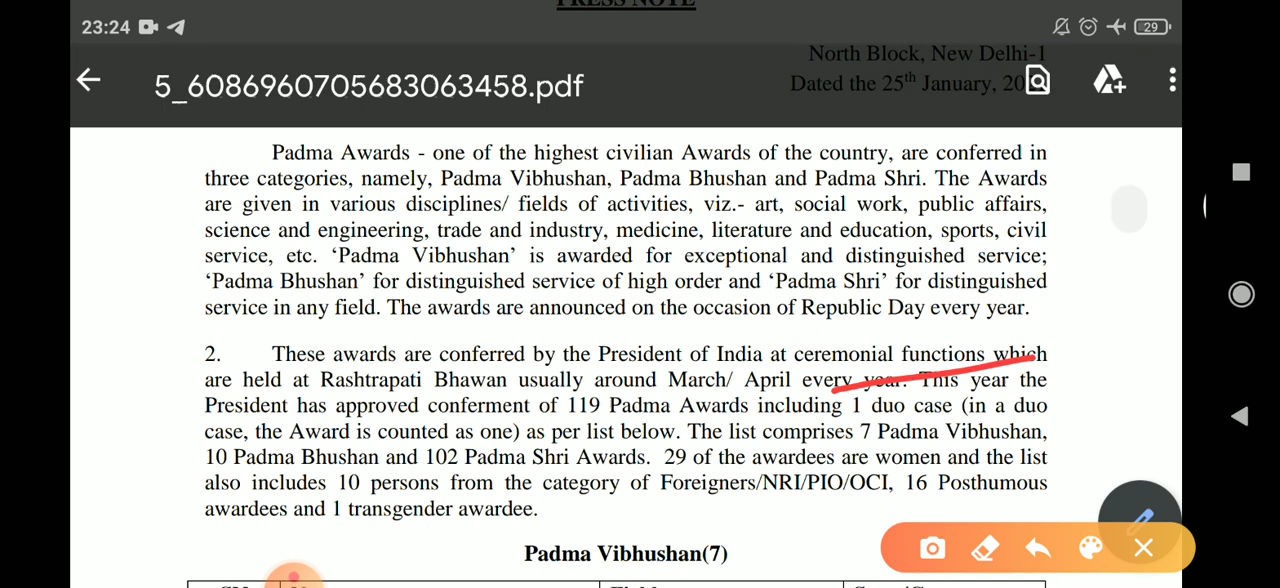 PRESS NOTE
23:24
29
North Block, New Delhi-1
Dated the 25th January, 20
5_6086960705683063458.pdf
Padma Awards - one of the highest civilian Awards of the country, are conferred in
three categories, namely, Padma Vibhushan, Padma Bhushan and Padma Shri. The Awards
are given in various disciplines/ fields of activities, viz.- art, social work, public affairs,
science and engineering, trade and industry, medicine, literature and education, sports, civil
service, etc. ‘Padma Vibhushan’ is awarded for exceptional and distinguished service;
‘Padma Bhushan’ for distinguished service of high order and ‘Padma Shri’ for distinguished
service in any field. The awards are announced on the occasion of Republic Day every year.
2. These awards are conferred by the President of India at ceremonial functions which
are held at Rashtrapati Bhawan usually around March/ April every year. This year the
President has approved conferment of 119 Padma Awards including 1 duo case (in a duo
case, the Award is counted as one) as per list below. The list comprises 7 Padma Vibhushan,
10 Padma Bhushan and 102 Padma Shri Awards. 29 of the awardees are women and the list
also includes 10 persons from the category of Foreigners/NRI/PIO/OCI, 16 Posthumous
awardees and 1 transgender awardee.
Padma Vibhushan(7)